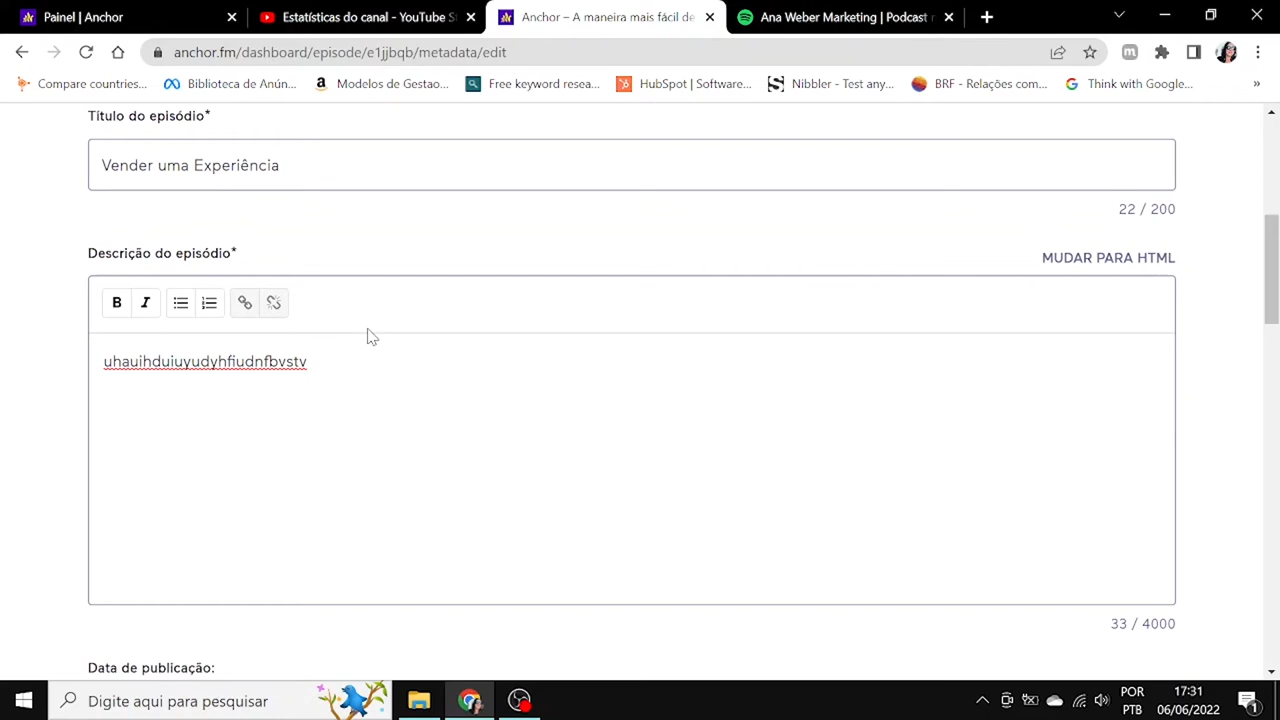 Painel | Anchor
Estatísticas do canal - YouTube S
Anchor – A maneira mais fácil de
Ana Weber Marketing | Podcast
anchor.fm/dashboard/episode/e1jjbqb/metadata/edit
Compare countries...
Biblioteca de Anún...
Modelos de Gestao...
Free keyword resea...
HubSpot | Software...
Nibbler - Test any...
BRF - Relações com...
Think with Google...
Título do episódio*
Vender uma Experiência
22 / 200
Descrição do episódio*
MUDAR PARA HTML
B I
uhauihduiuyudyhfiudnfbvstv
33 / 4000
Data de publicação:
Digite aqui para pesquisar
POR
PTB
17:31
06/06/2022
1